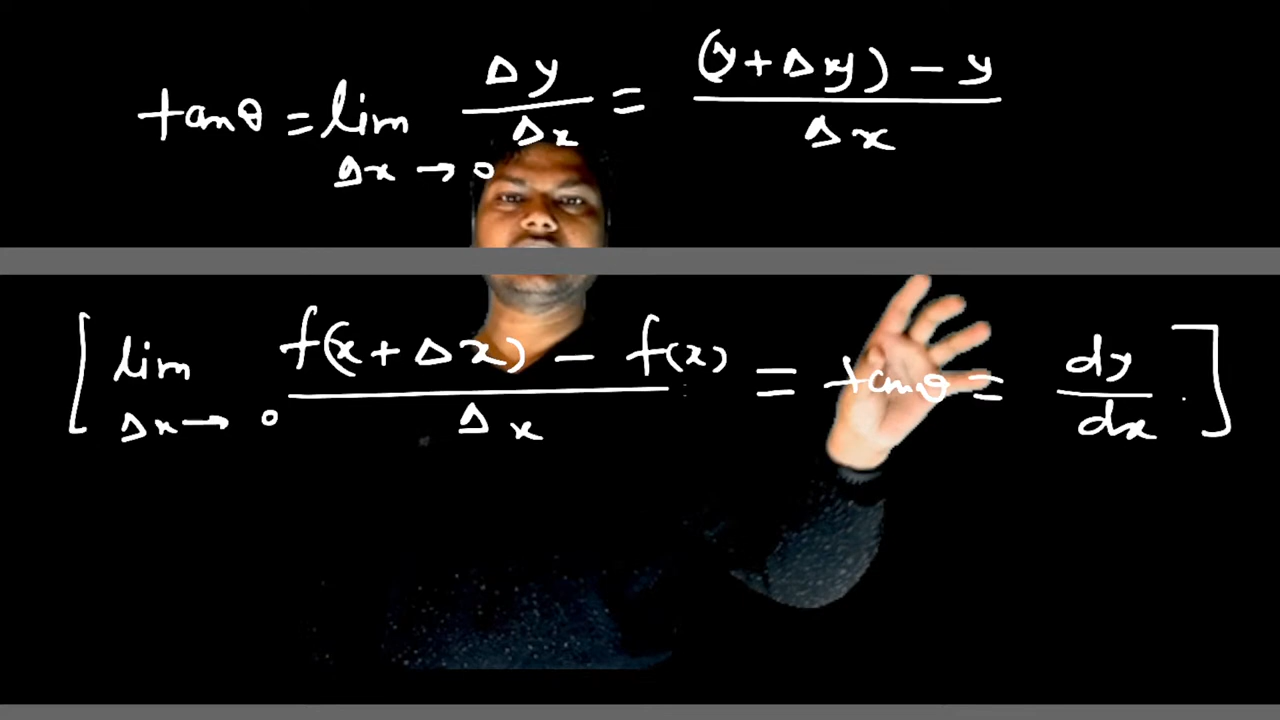 tanθ = lim Δx → 0 Δy / Δx = (y + Δy) − y / Δx
[ lim Δx → 0 f(x + Δx) − f(x) / Δx = tanθ = dy / dx . ]